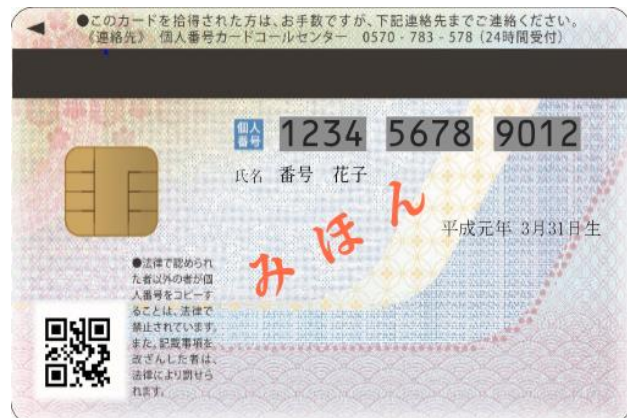 ●このカードを拾得された方は、お手数ですが、下記連絡先までご連絡ください。
《連絡先》 個人番号カードコールセンター 0570-783-578 (24時間受付)
個人番号 1234 5678 9012
氏名 番号 花子
平成元年 3月31日生
みほん
●法律で認められ
た者以外の者が個
人番号をコピーす
ることは、法律で
禁止されています。
また、記載事項を
改ざんした者は、
法律により罰せら
れます。